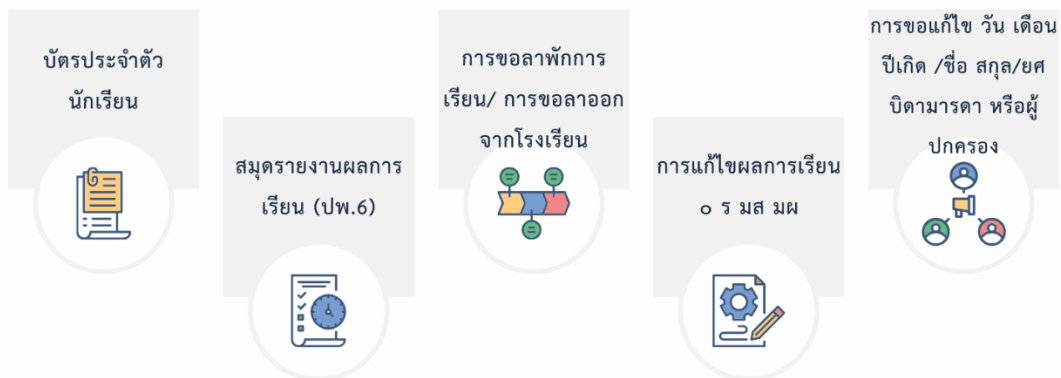 บัตรประจำตัว
นักเรียน
สมุดรายงานผลการ
เรียน (ปพ.6)
การขอลาพักการ
เรียน/ การขอลาออก
จากโรงเรียน
การแก้ไขผลการเรียน
๐ ร มส มผ
การขอแก้ไข วัน เดือน
ปีเกิด /ชื่อ สกุล/ยศ
บิดามารดา หรือผู้
ปกครอง